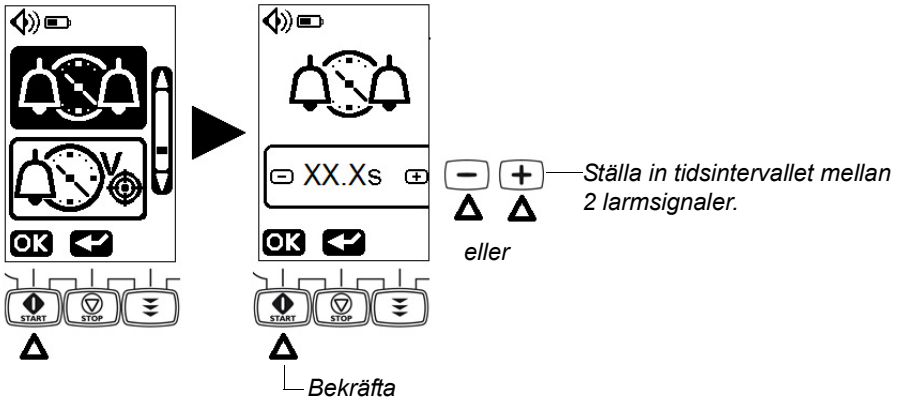 V
OK
START
STOP
XX.Xs
OK
START
STOP
Ställa in tidsintervallet mellan
2 larmsignaler.
eller
Bekräfta